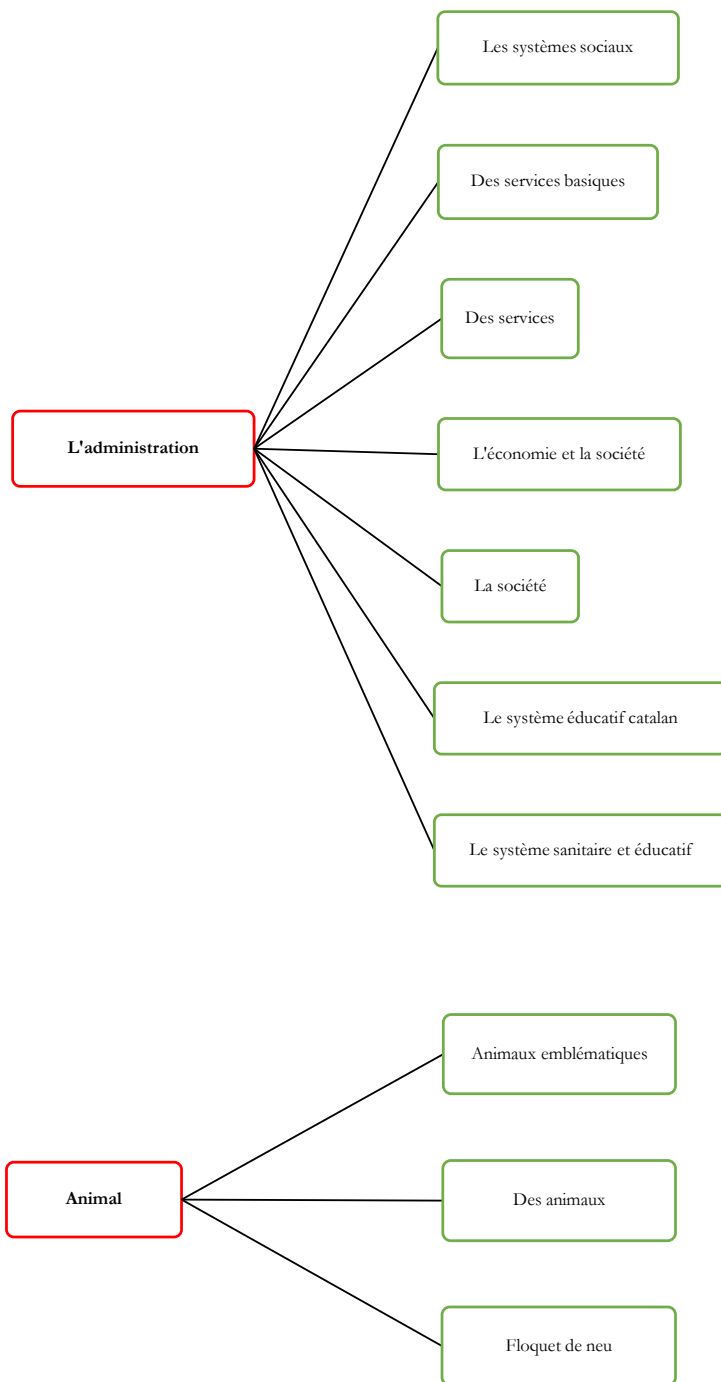 Les systèmes sociaux
Des services basiques
Des services
L'administration
L'économie et la société
La société
Le système éducatif catalan
Le système sanitaire et éducatif
Animaux emblématiques
Animal
Des animaux
Floquet de neu